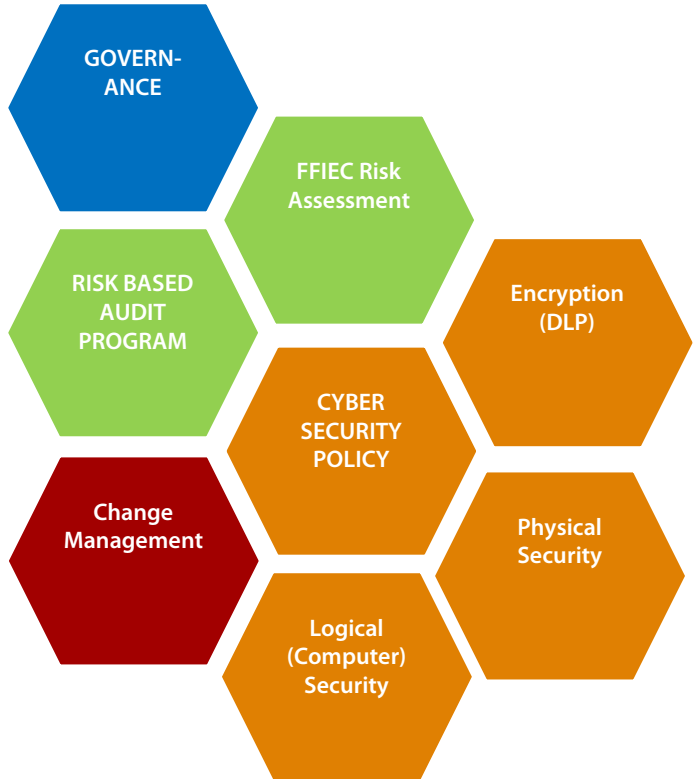 GOVERN-
ANCE
FFIEC Risk
Assessment
RISK BASED
AUDIT
PROGRAM
Encryption
(DLP)
CYBER
SECURITY
POLICY
Change
Management
Physical
Security
Logical
(Computer)
Security